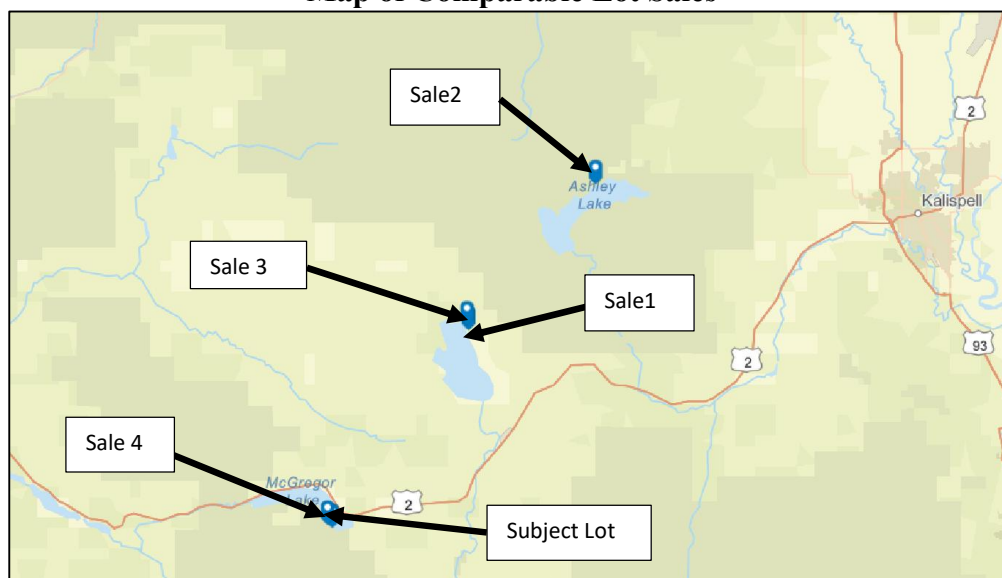 Map of Comparable Lot Sales
Sale2
2
Ashley
Lake
Kalispell
Sale 3
Sale1
93
2
Sale 4
McGregor
Lake
2
Subject Lot